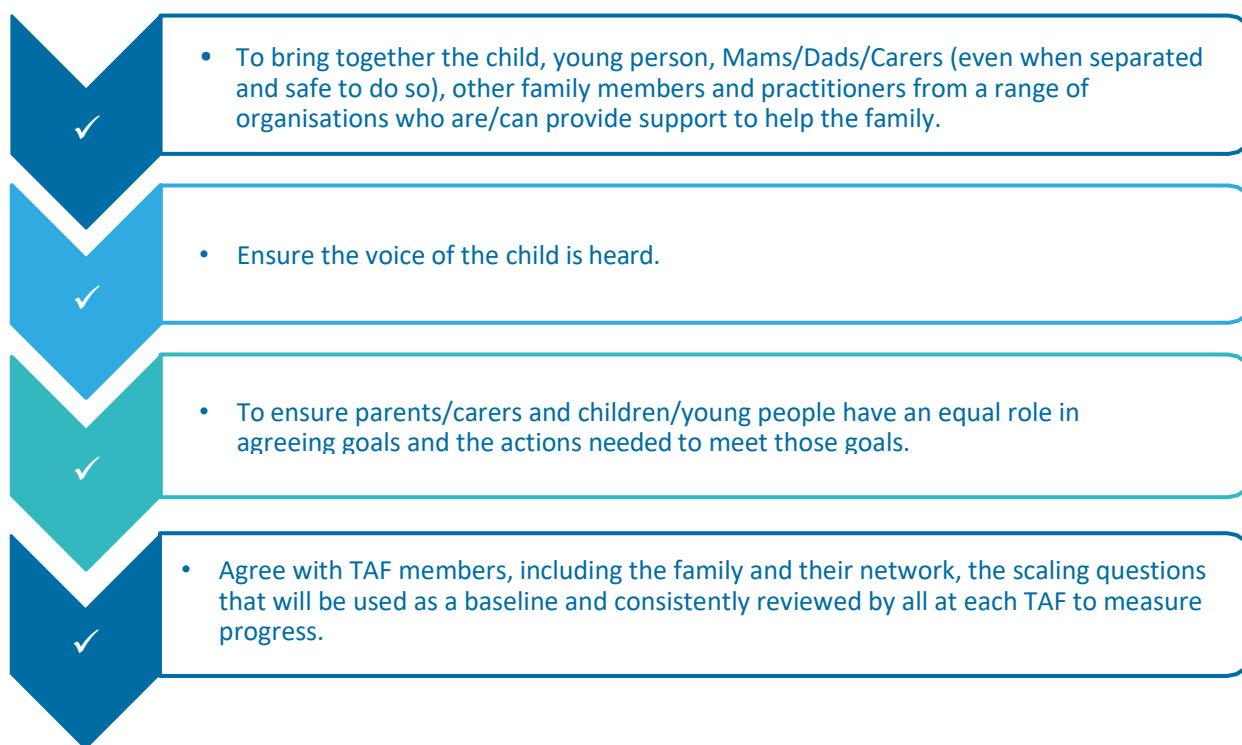 ✓
• To bring together the child, young person, Mams/Dads/Carers (even when separated
and safe to do so), other family members and practitioners from a range of
organisations who are/can provide support to help the family.
✓
• Ensure the voice of the child is heard.
✓
• To ensure parents/carers and children/young people have an equal role in
agreeing goals and the actions needed to meet those goals.
✓
• Agree with TAF members, including the family and their network, the scaling questions
that will be used as a baseline and consistently reviewed by all at each TAF to measure
progress.